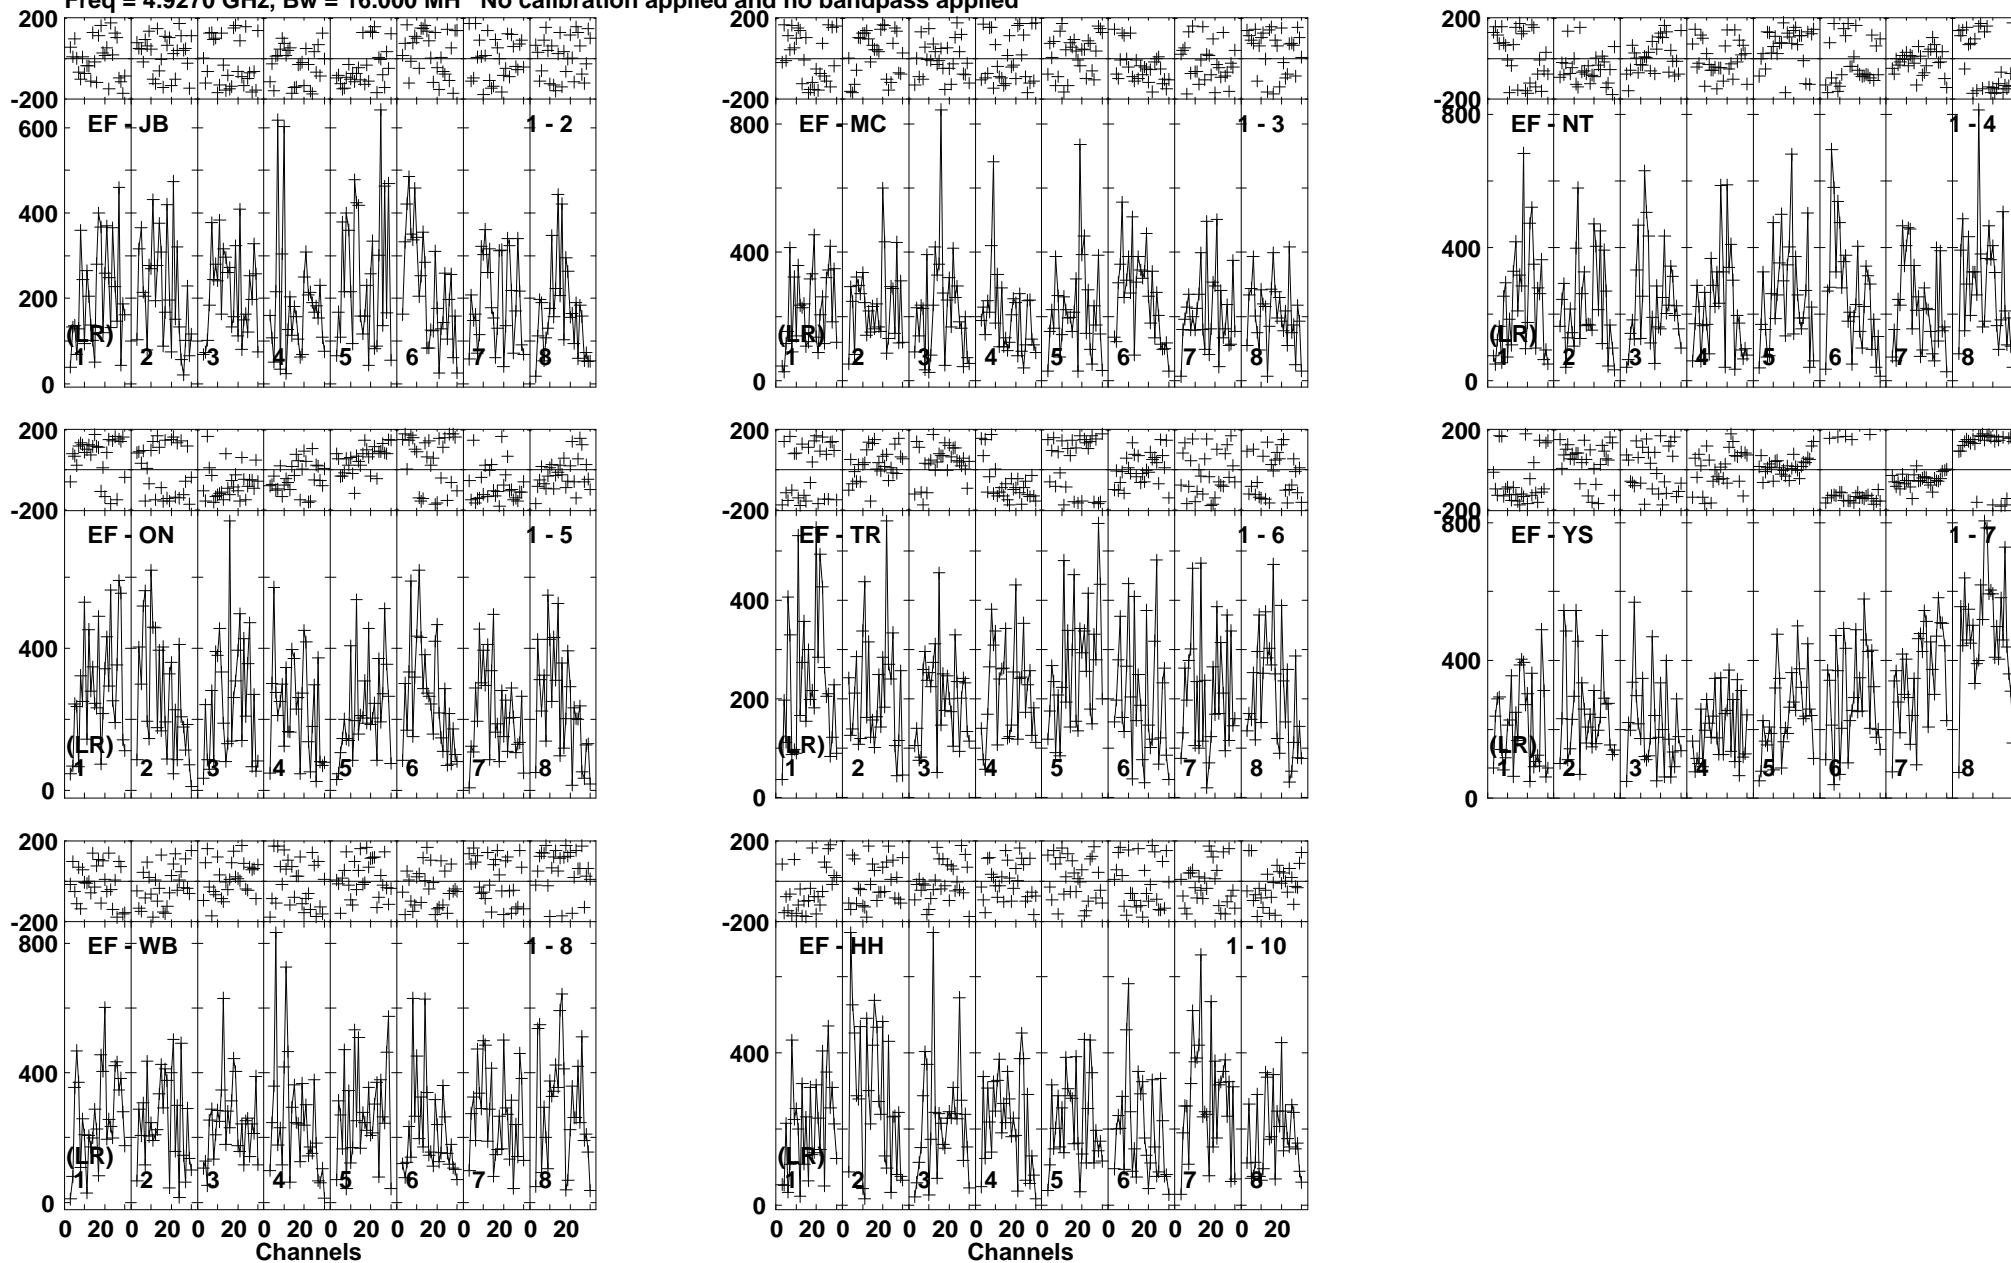 Freq = 4.9270 GHz, Bw = 16.000 MH No calibration applied and no bandpass applied
200
-200
600
400
200
0
EF - JB
1 - 2
(LR)
1 2 3 4 5 6 7 8
200
-200
800
400
0
EF - MC
1 - 3
(LR)
1 2 3 4 5 6 7 8
200
-200
800
400
0
EF - NT
1 - 4
(LR)
1 2 3 4 5 6 7 8
200
-200
400
0
EF - ON
1 - 5
(LR)
1 2 3 4 5 6 7 8
200
-200
400
200
0
EF - TR
1 - 6
(LR)
1 2 3 4 5 6 7 8
200
-200
800
400
0
EF - YS
1 - 7
(LR)
1 2 3 4 5 6 7 8
200
-200
800
400
0
EF - WB
1 - 8
(LR)
1 2 3 4 5 6 7 8
0 20 0 20 0 20 0 20 0 20 0 20 0 20 0 20
Channels
200
-200
400
0
EF - HH
1 - 10
(LR)
1 2 3 4 5 6 7 8
0 20 0 20 0 20 0 20 0 20 0 20 0 20 0 20
Channels